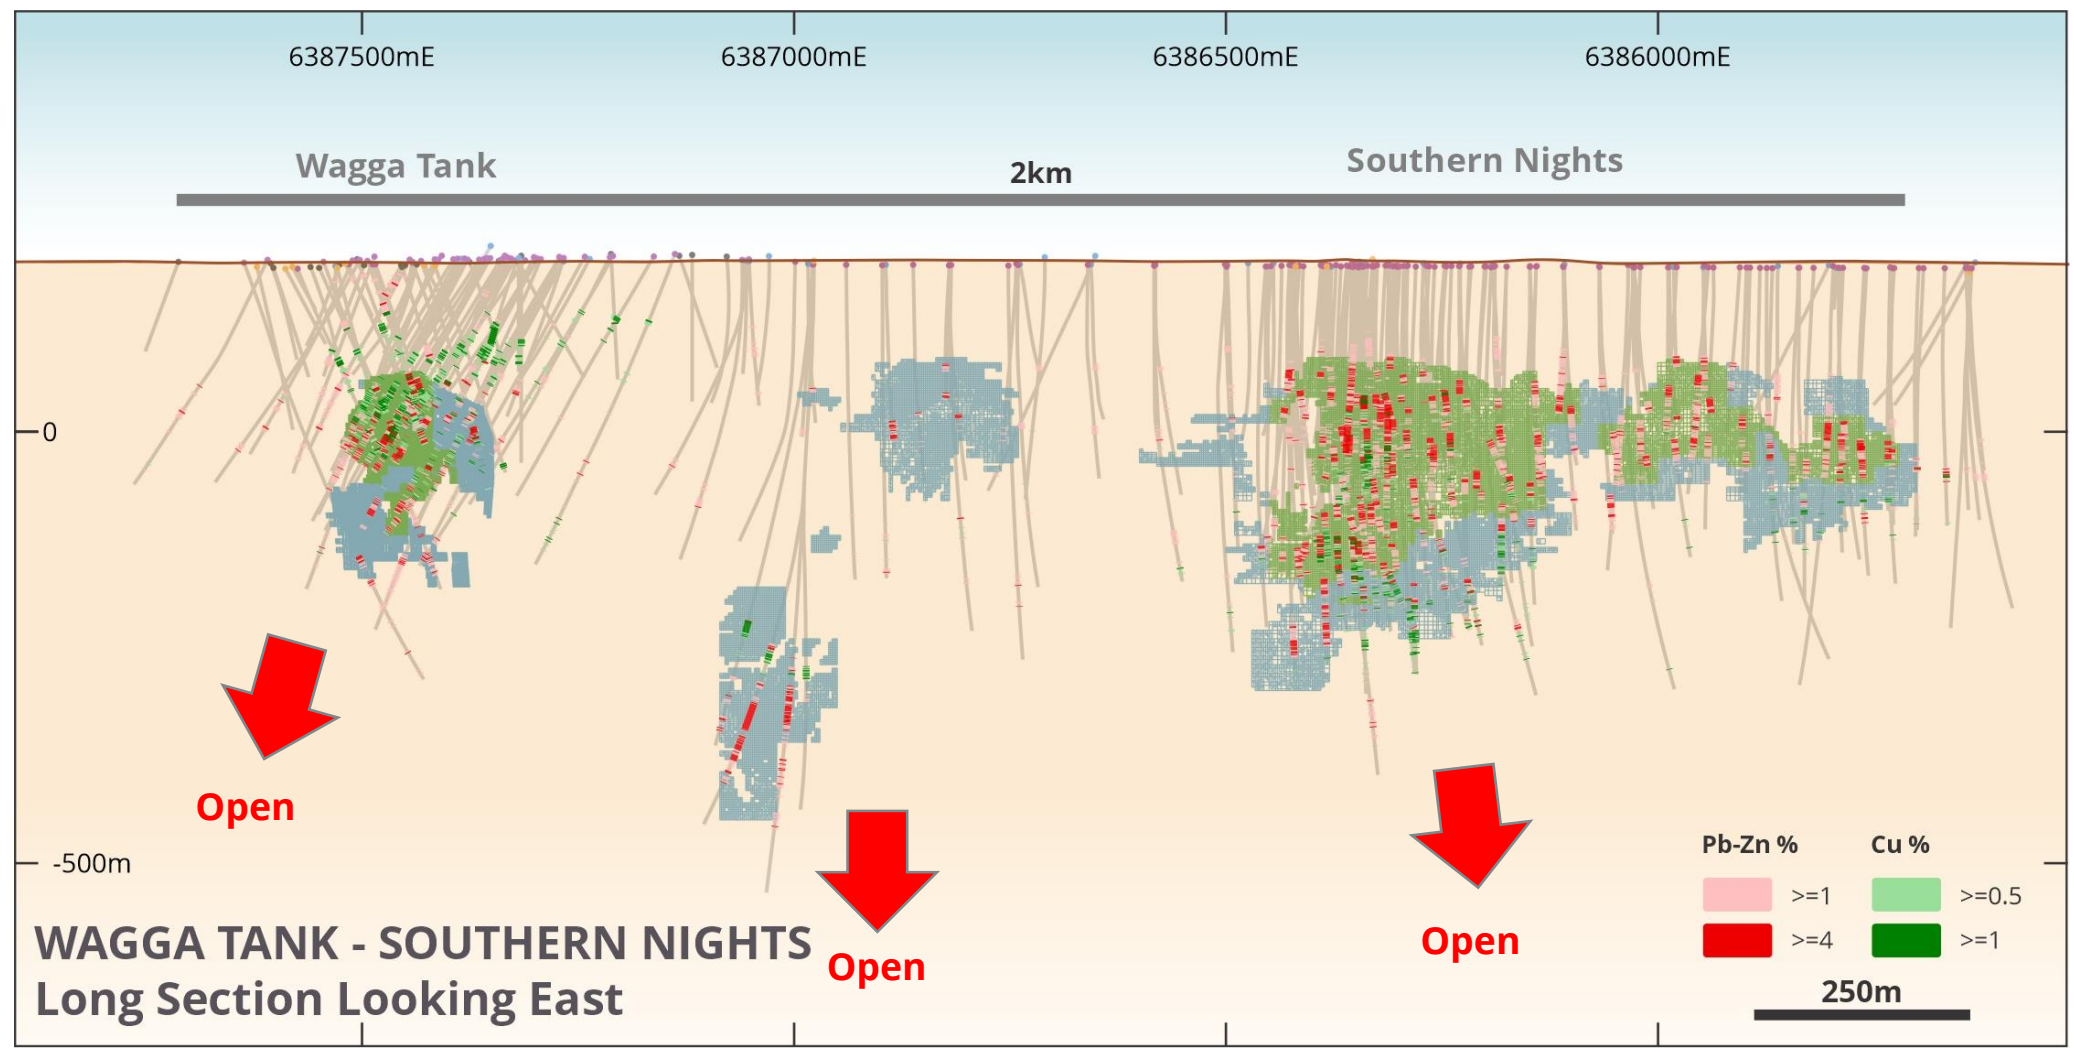 6387500mE 6387000mE 6386500mE 6386000mE
Wagga Tank 2km Southern Nights
0
-500m
Open
Open
Open
WAGGA TANK - SOUTHERN NIGHTS
Long Section Looking East
Pb-Zn % Cu %
>=1 >=0.5
>=4 >=1
250m